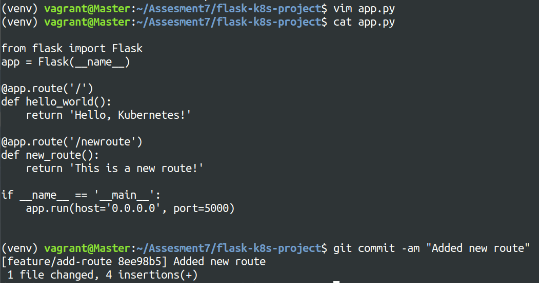 (venv) vagrant@Master:~/Assesment7/flask-k8s-project$ vim app.py
(venv) vagrant@Master:~/Assesment7/flask-k8s-project$ cat app.py
from flask import Flask
app = Flask(__name__)
@app.route('/')
def hello_world():
    return 'Hello, Kubernetes!'
@app.route('/newroute')
def new_route():
    return 'This is a new route!'
if __name__ == '__main__':
    app.run(host='0.0.0.0', port=5000)
(venv) vagrant@Master:~/Assesment7/flask-k8s-project$ git commit -am "Added new route"
[feature/add-route 8ee98b5] Added new route
 1 file changed, 4 insertions(+)